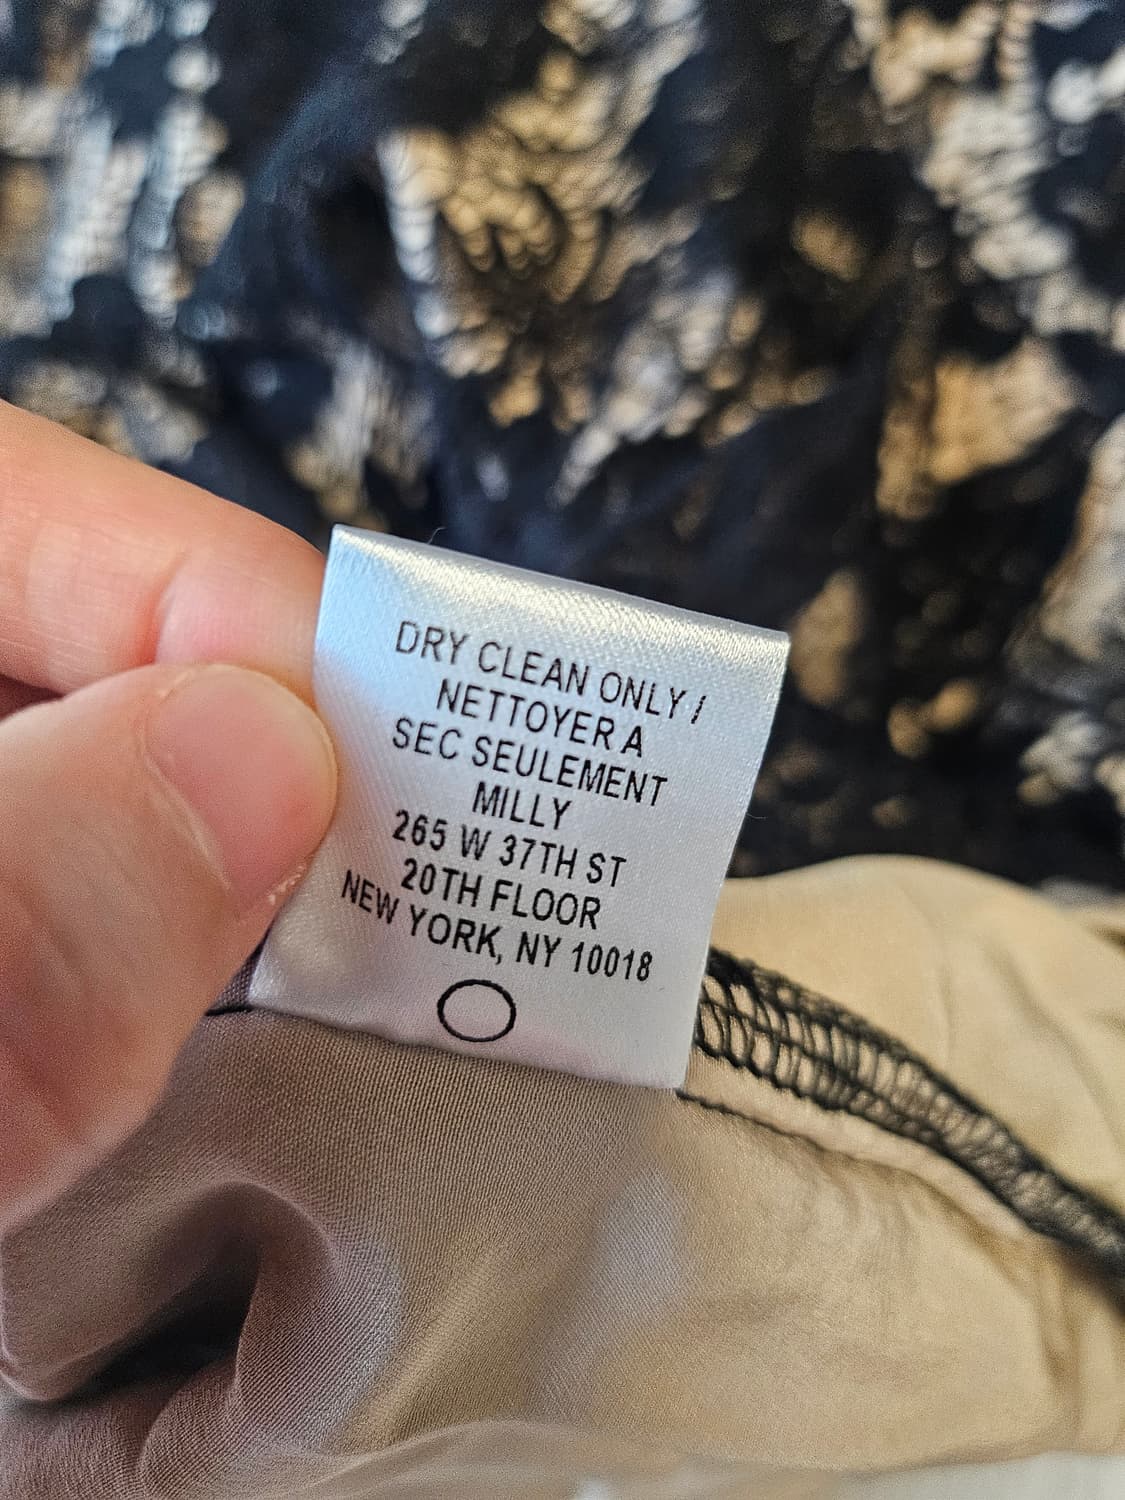 DRY CLEAN ONLY /
NETTOYER A
SEC SEULEMENT
MILLY
265 W 37TH ST
20TH FLOOR
NEW YORK, NY 10018